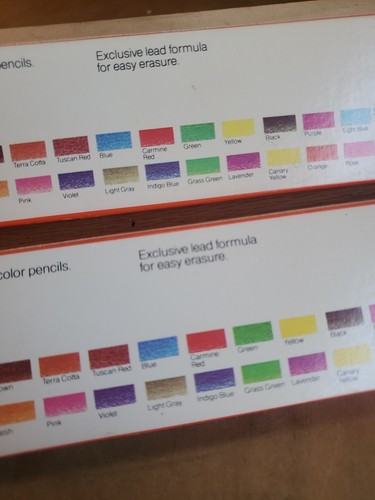 encils.
Exclusive lead formula
for easy erasure.
Terra Cotta Tuscan Red Blue Carmine Red Green Yellow Black Purple Light Blue
Pink Violet Light Gray Indigo Blue Grass Green Lavender Canary Yellow Orange Rose
color pencils.
Exclusive lead formula
for easy erasure.
own Terra Cotta Tuscan Red Blue Carmine Red Green Yellow Black
Pink Violet Light Gray Indigo Blue Grass Green Lavender Canary Yellow